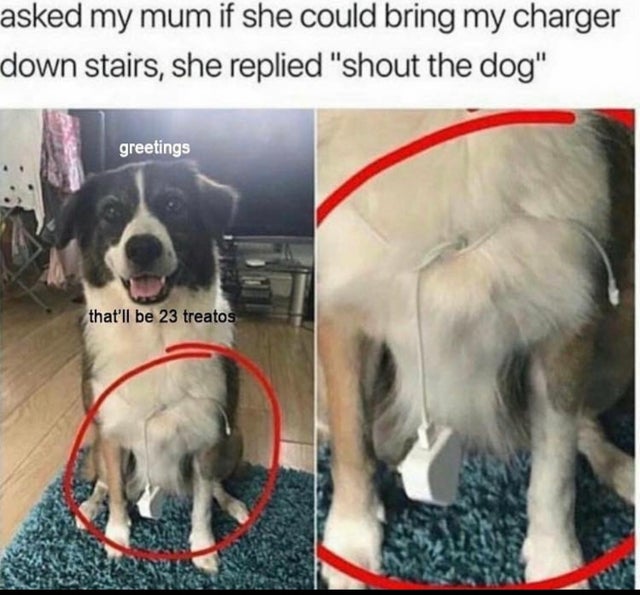 asked my mum if she could bring my charger
down stairs, she replied "shout the dog"
greetings
that'll be 23 treatos